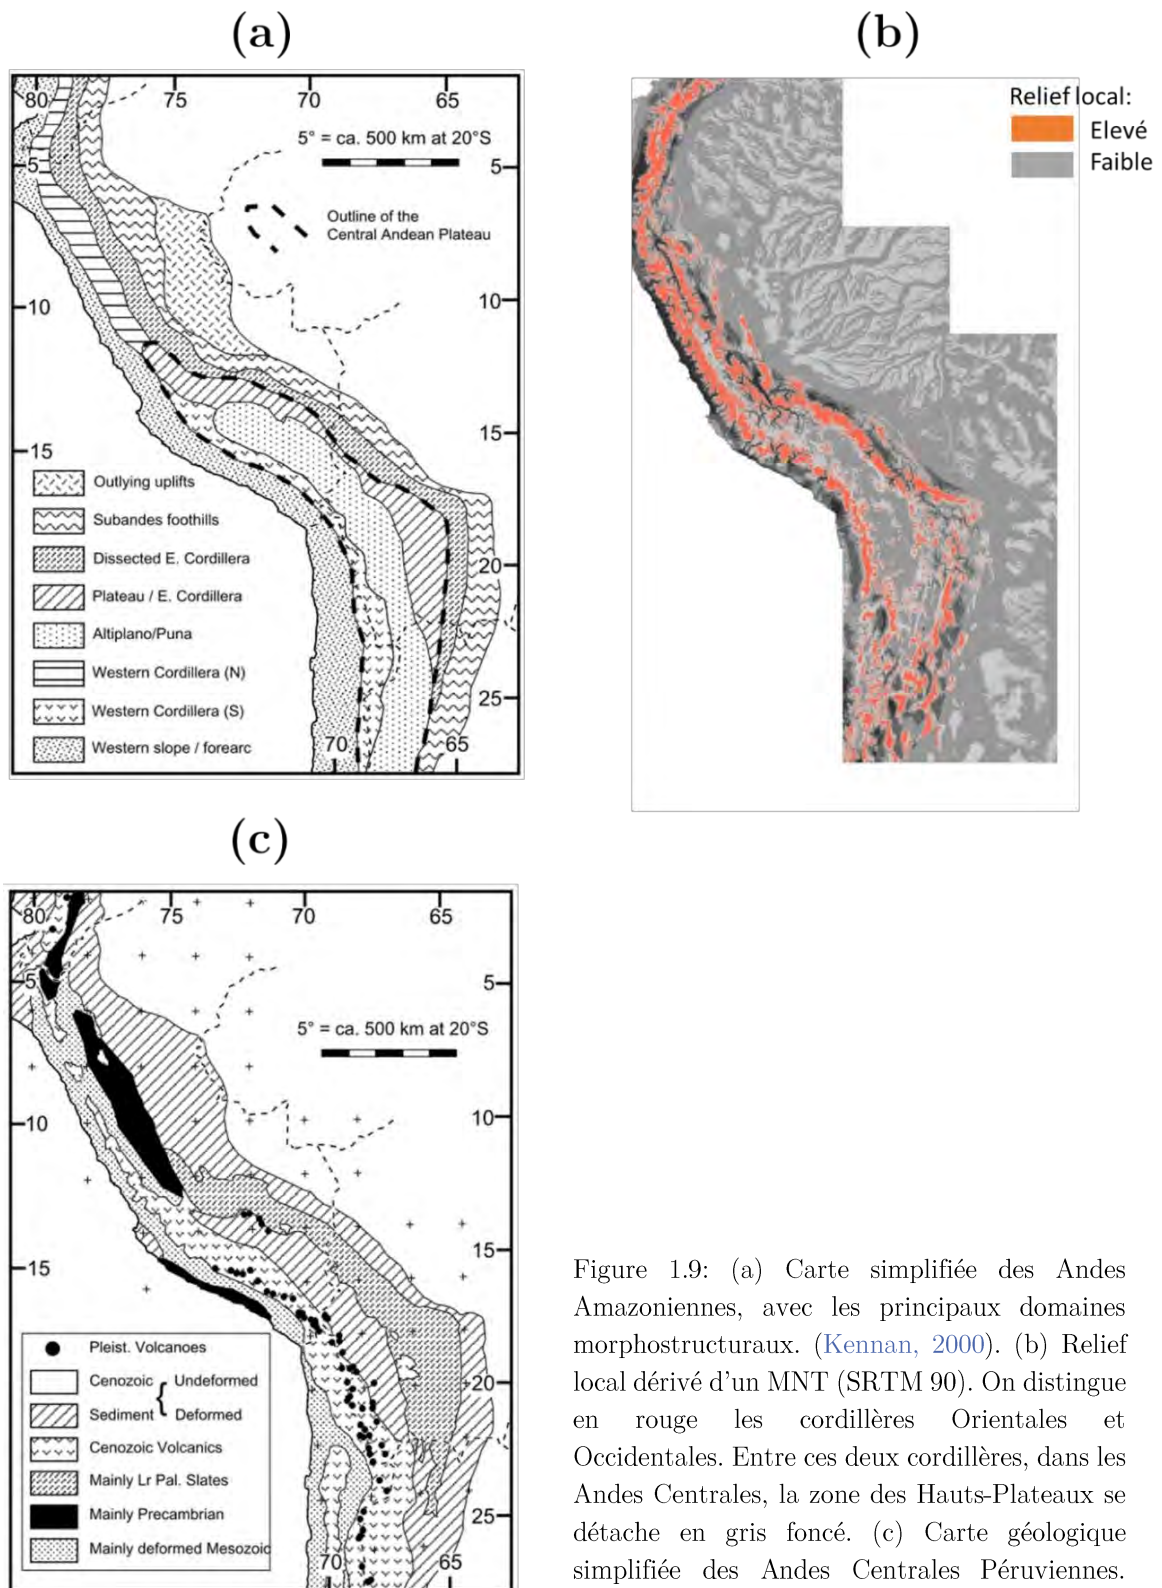 (a)
80
75
70
65
5° = ca. 500 km at 20°S
5
5
Outline of the
Central Andean Plateau
10
10
15
15
Outlying uplifts
Subandes foothills
Dissected E. Cordillera
20
Plateau / E. Cordillera
Altiplano/Puna
Western Cordillera (N)
25
Western Cordillera (S)
Western slope / forearc
70
65
(b)
Relief local:
Elevé
Faible
(c)
80
75
70
65
5
5
5° = ca. 500 km at 20°S
10
10
15
15
Pleist. Volcanoes
Cenozoic { Undeformed
20
Sediment Deformed
Cenozoic Volcanics
Mainly Lr Pal. Slates
Mainly Precambrian
25
Mainly deformed Mesozoic
70
65
Figure 1.9: (a) Carte simplifiée des Andes
Amazoniennes, avec les principaux domaines
morphostructuraux. (Kennan, 2000). (b) Relief
local dérivé d'un MNT (SRTM 90). On distingue
en rouge les cordillères Orientales et
Occidentales. Entre ces deux cordillères, dans les
Andes Centrales, la zone des Hauts-Plateaux se
détache en gris foncé. (c) Carte géologique
simplifiée des Andes Centrales Péruviennes.